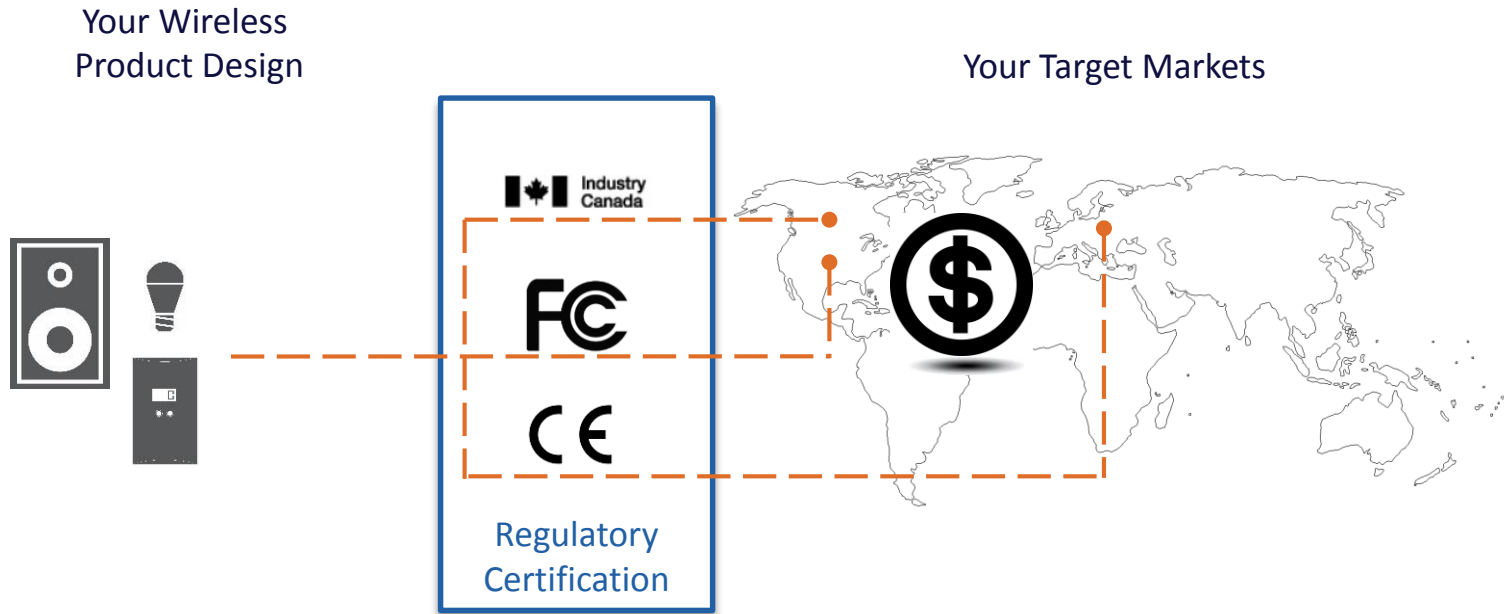 Your Wireless
Product Design
Your Target Markets
Industry
Canada
FC
CE
$
C
Regulatory
Certification